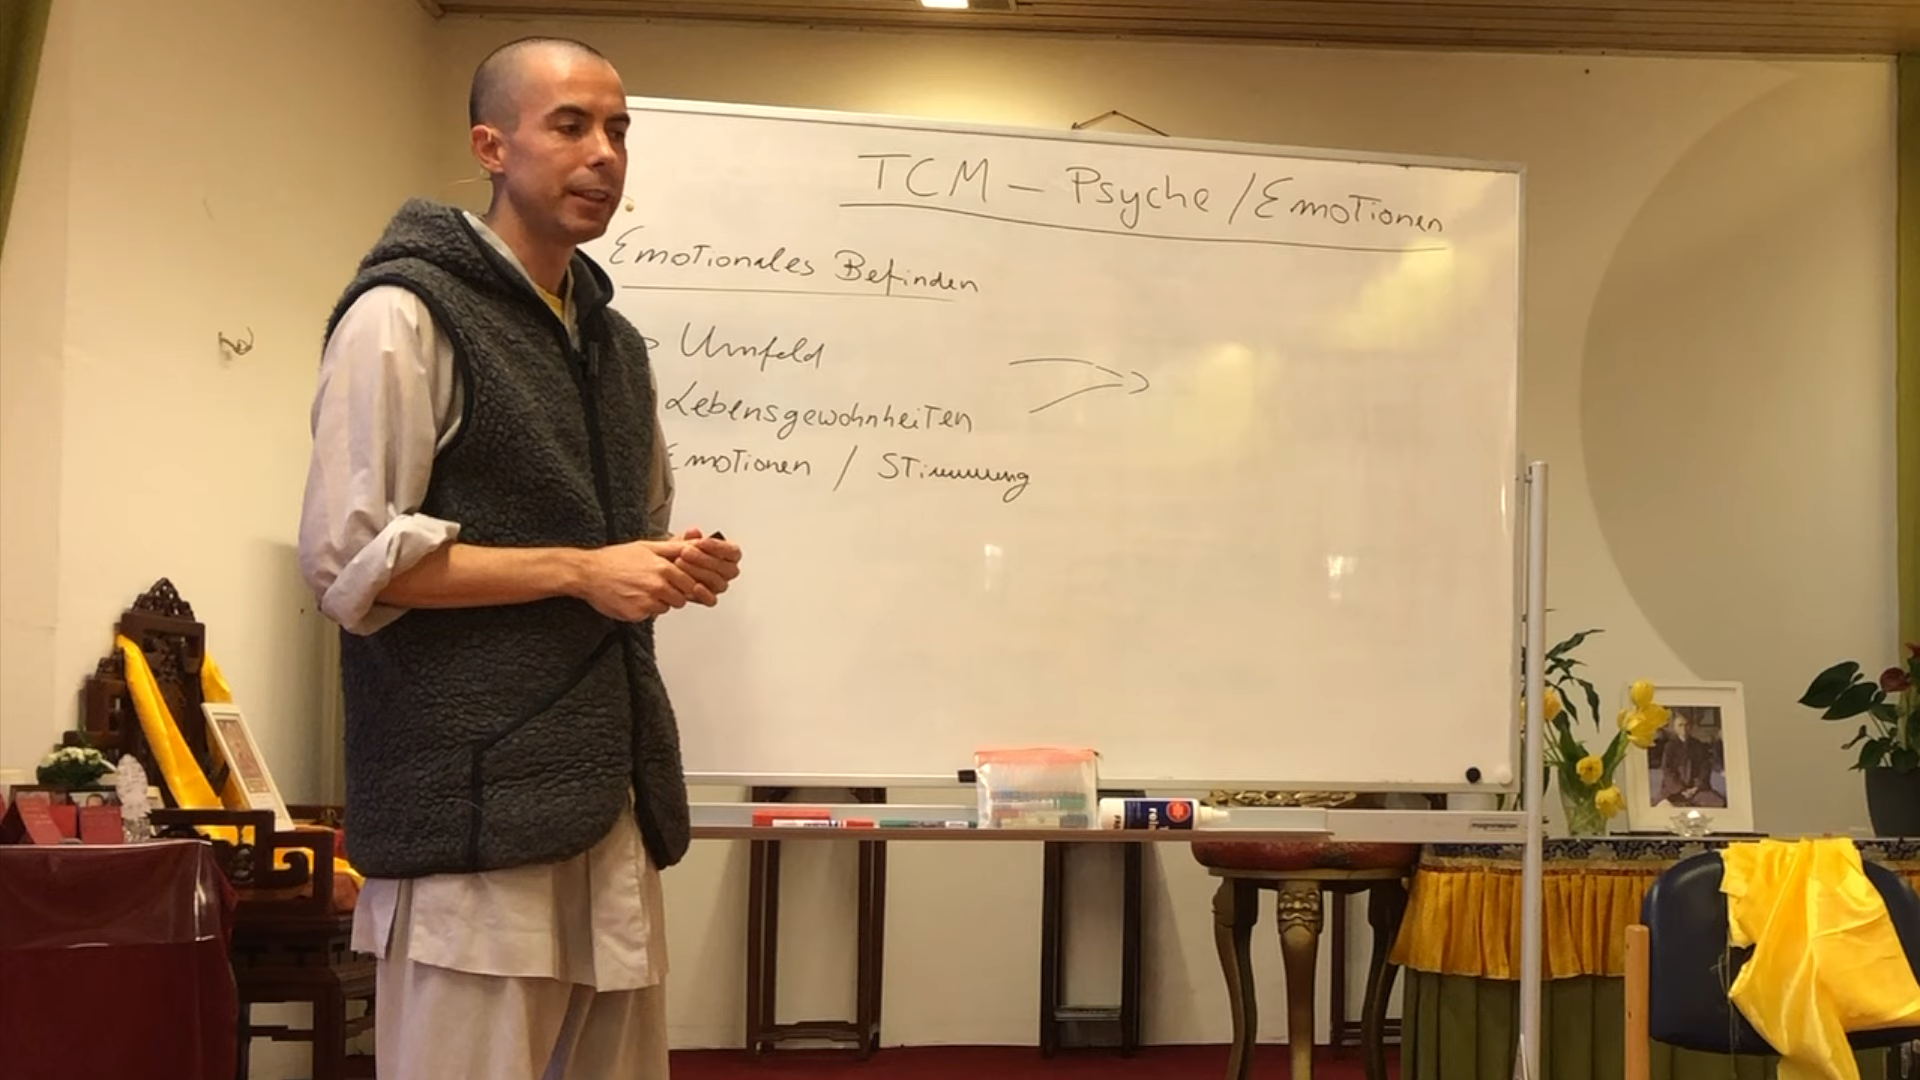 TCM – Psyche / Emotionen
Emotionales Befinden
Umfeld
Lebensgewohnheiten
Emotionen / Stimmung